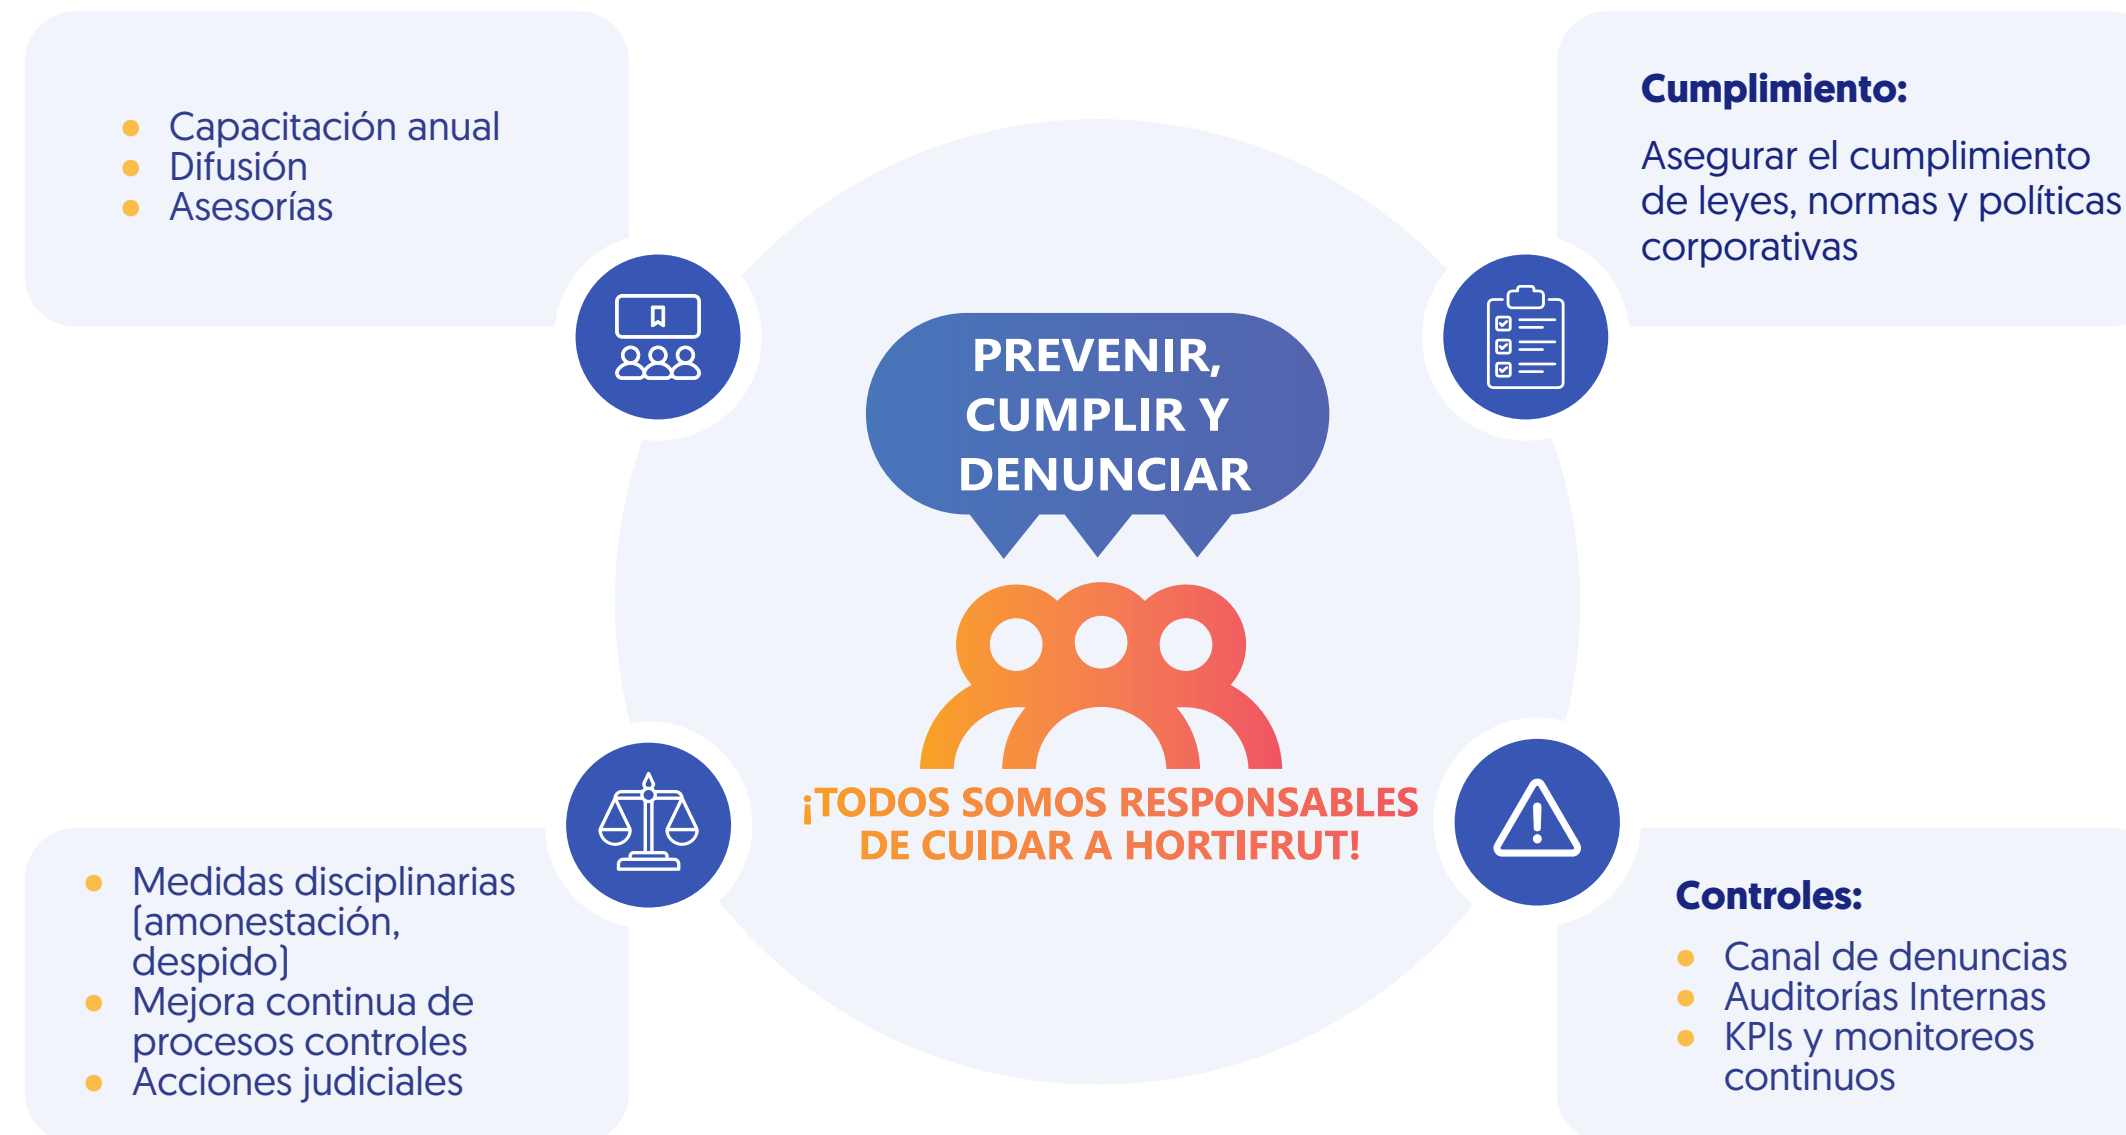 Capacitación anual
Difusión
Asesorías
Cumplimiento:
Asegurar el cumplimiento
de leyes, normas y políticas
corporativas
PREVENIR,
CUMPLIR Y
DENUNCIAR
¡TODOS SOMOS RESPONSABLES
DE CUIDAR A HORTIFRUT!
Medidas disciplinarias
(amonestación,
despido)
Mejora continua de
procesos controles
Acciones judiciales
Controles:
Canal de denuncias
Auditorías Internas
KPIs y monitoreos
continuos